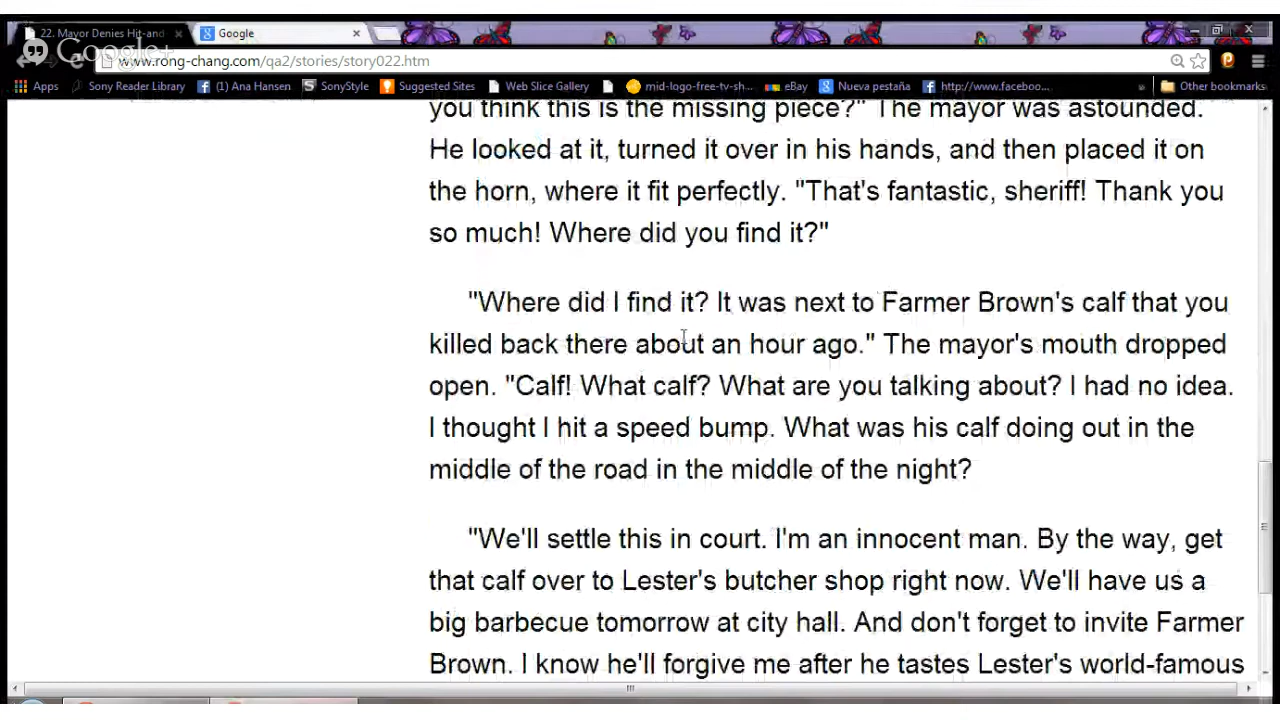 22. Mayor Denies Hit-and
Google
Google+
www.rong-chang.com/qa2/stories/story022.htm
Apps
Sony Reader Library
(1) Ana Hansen
SonyStyle
Suggested Sites
Web Slice Gallery
mid-logo-free-tv-sh...
eBay
Nueva pestaña
http://www.faceboo...
»
Other bookmarks
you think this is the missing piece?" The mayor was astounded.
He looked at it, turned it over in his hands, and then placed it on
the horn, where it fit perfectly. "That's fantastic, sheriff! Thank you
so much! Where did you find it?"
"Where did I find it? It was next to Farmer Brown's calf that you
killed back there about an hour ago." The mayor's mouth dropped
open. "Calf! What calf? What are you talking about? I had no idea.
I thought I hit a speed bump. What was his calf doing out in the
middle of the road in the middle of the night?
"We'll settle this in court. I'm an innocent man. By the way, get
that calf over to Lester's butcher shop right now. We'll have us a
big barbecue tomorrow at city hall. And don't forget to invite Farmer
Brown. I know he'll forgive me after he tastes Lester's world-famous